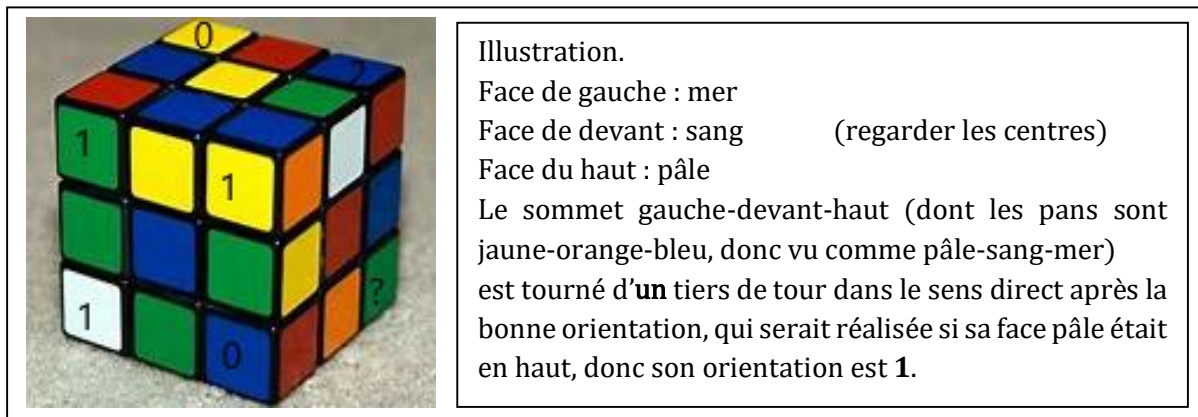 0
2
1
1
1
0
?
Illustration.
Face de gauche : mer
Face de devant : sang (regarder les centres)
Face du haut : pâle
Le sommet gauche-devant-haut (dont les pans sont
jaune-orange-bleu, donc vu comme pâle-sang-mer)
est tourné d'un tiers de tour dans le sens direct après la
bonne orientation, qui serait réalisée si sa face pâle était
en haut, donc son orientation est 1.